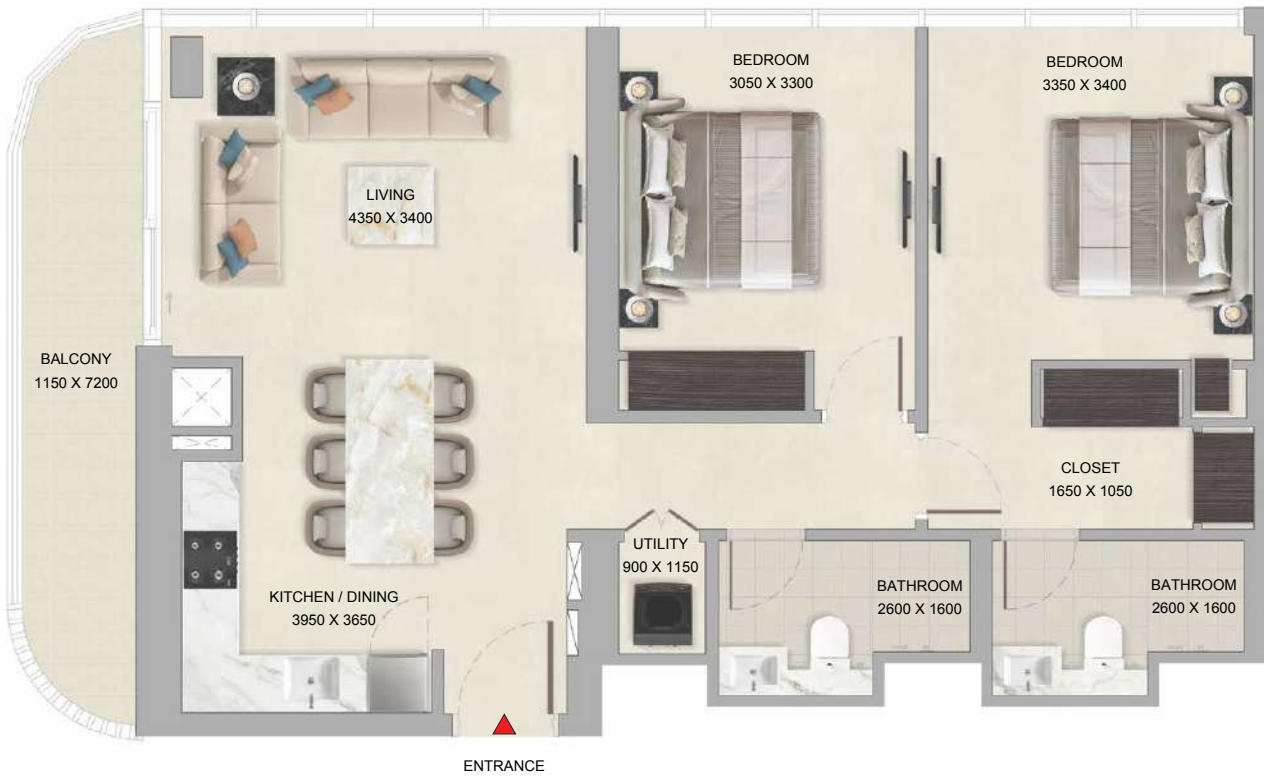 BEDROOM
3050 X 3300
BEDROOM
3350 X 3400
LIVING
4350 X 3400
BALCONY
1150 X 7200
CLOSET
1650 X 1050
UTILITY
900 X 1150
KITCHEN / DINING
3950 X 3650
BATHROOM
2600 X 1600
BATHROOM
2600 X 1600
ENTRANCE